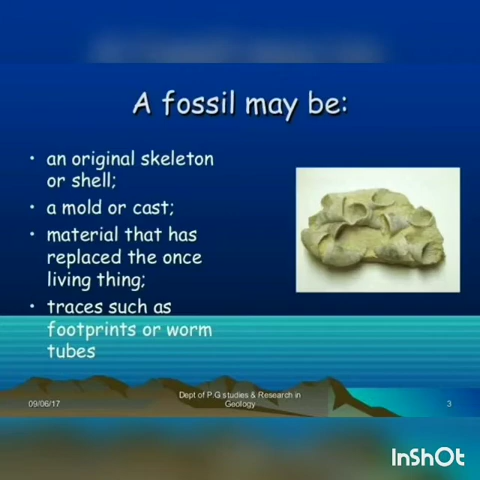 A fossil may be:
• an original skeleton
or shell;
• a mold or cast;
• material that has
replaced the once
living thing;
• traces such as
footprints or worm
tubes
09/06/17
Dept of P.G studies & Research in
Geology
3
InShOt